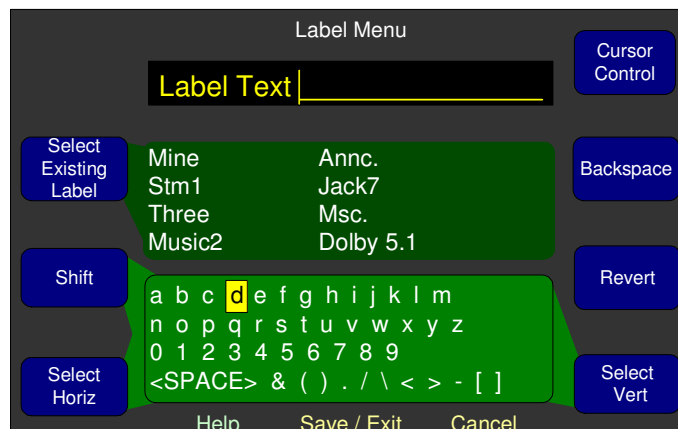 Label Menu
Cursor
Control
Label Text
Select
Existing
Label
Mine Annc.
Stm1 Jack7
Three Msc.
Music2 Dolby 5.1
Backspace
Shift
Revert
a b c d e f g h i j k l m
n o p q r s t u v w x y z
0 1 2 3 4 5 6 7 8 9
<SPACE> & ( ) . / \ < > - [ ]
Select
Horiz
Select
Vert
Help Save / Exit Cancel